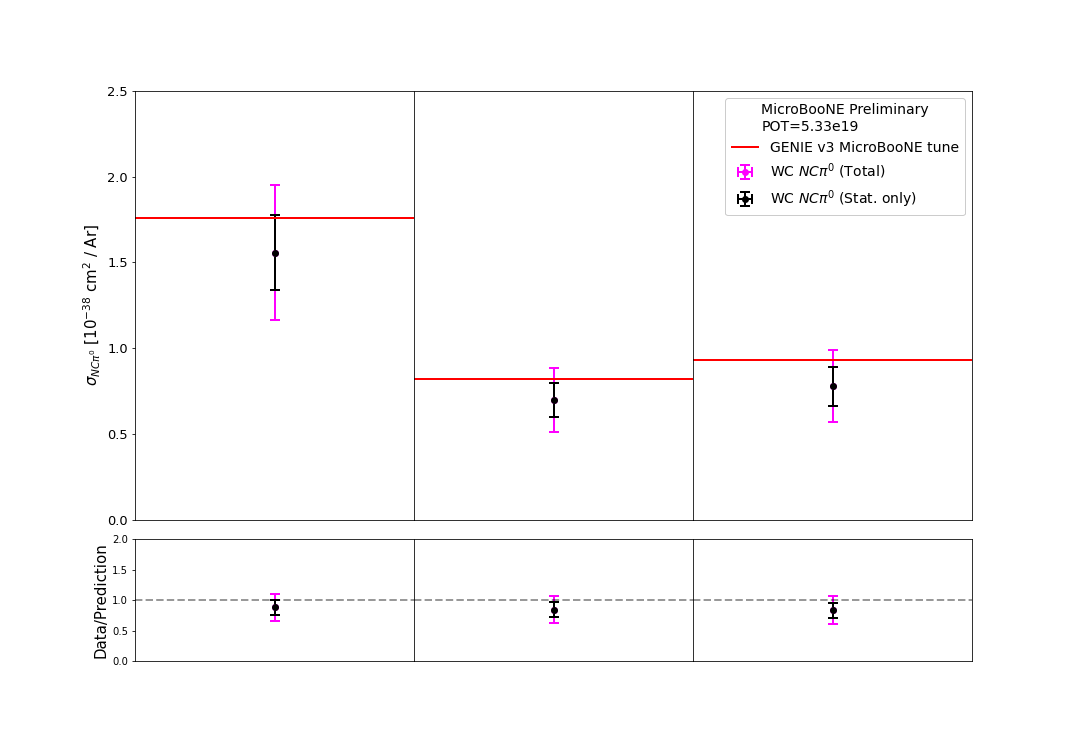 2.5
2.0
1.5
1.0
0.5
0.0
σ_{NCπ⁰} [10⁻³⁸ cm² / Ar]
MicroBooNE Preliminary
POT=5.33e19
GENIE v3 MicroBooNE tune
WC NCπ⁰ (Total)
WC NCπ⁰ (Stat. only)
2.0
1.5
1.0
0.5
0.0
Data/Prediction